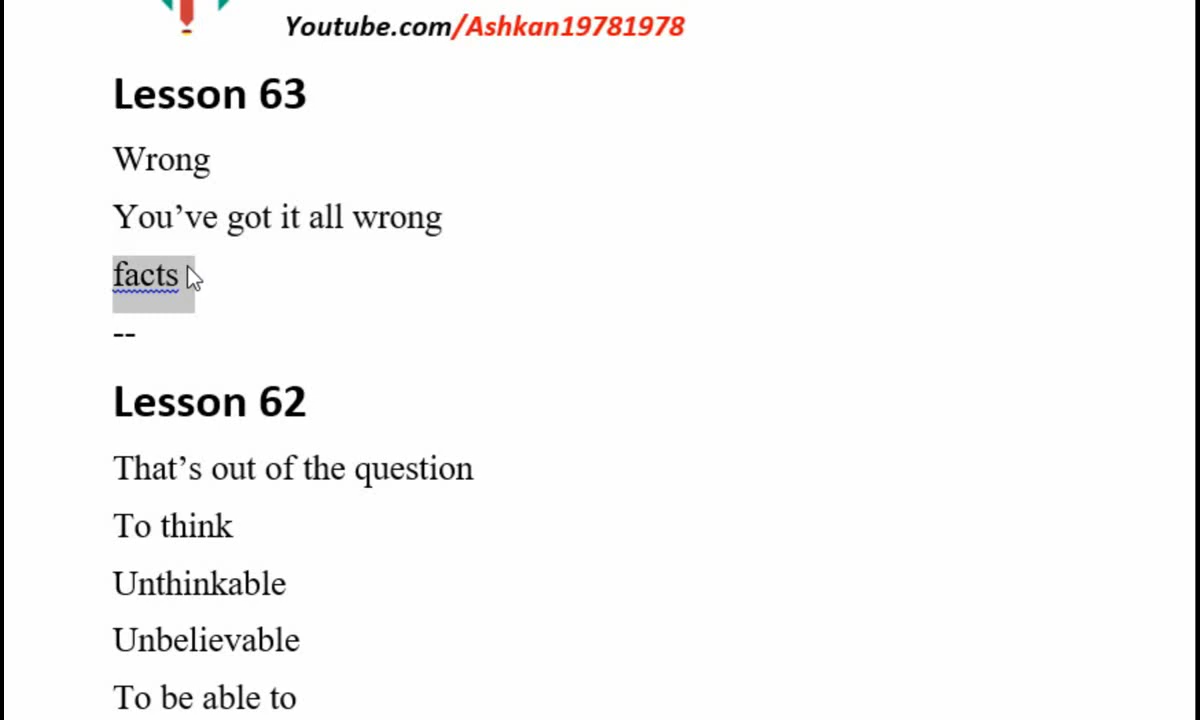 Youtube.com/Ashkan19781978
Lesson 63
Wrong
You’ve got it all wrong
facts
--
Lesson 62
That’s out of the question
To think
Unthinkable
Unbelievable
To be able to